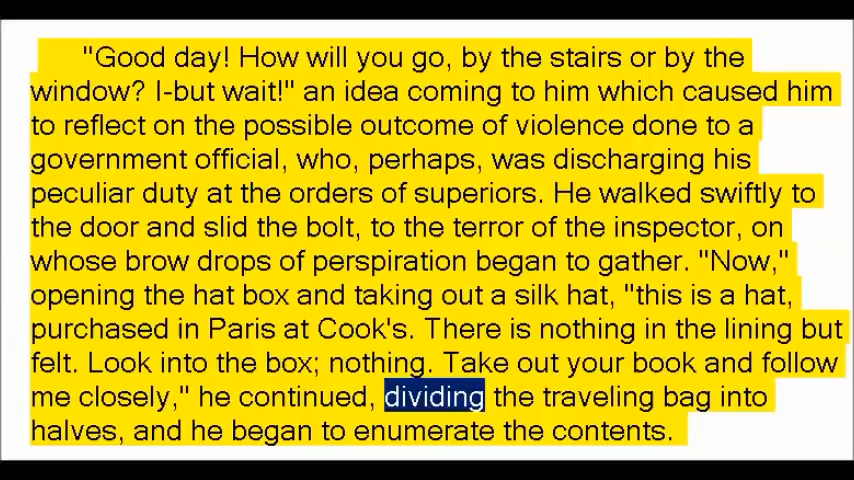 "Good day! How will you go, by the stairs or by the
window? I-but wait!" an idea coming to him which caused him
to reflect on the possible outcome of violence done to a
government official, who, perhaps, was discharging his
peculiar duty at the orders of superiors. He walked swiftly to
the door and slid the bolt, to the terror of the inspector, on
whose brow drops of perspiration began to gather. "Now,"
opening the hat box and taking out a silk hat, "this is a hat,
purchased in Paris at Cook's. There is nothing in the lining but
felt. Look into the box; nothing. Take out your book and follow
me closely," he continued, dividing the traveling bag into
halves, and he began to enumerate the contents.